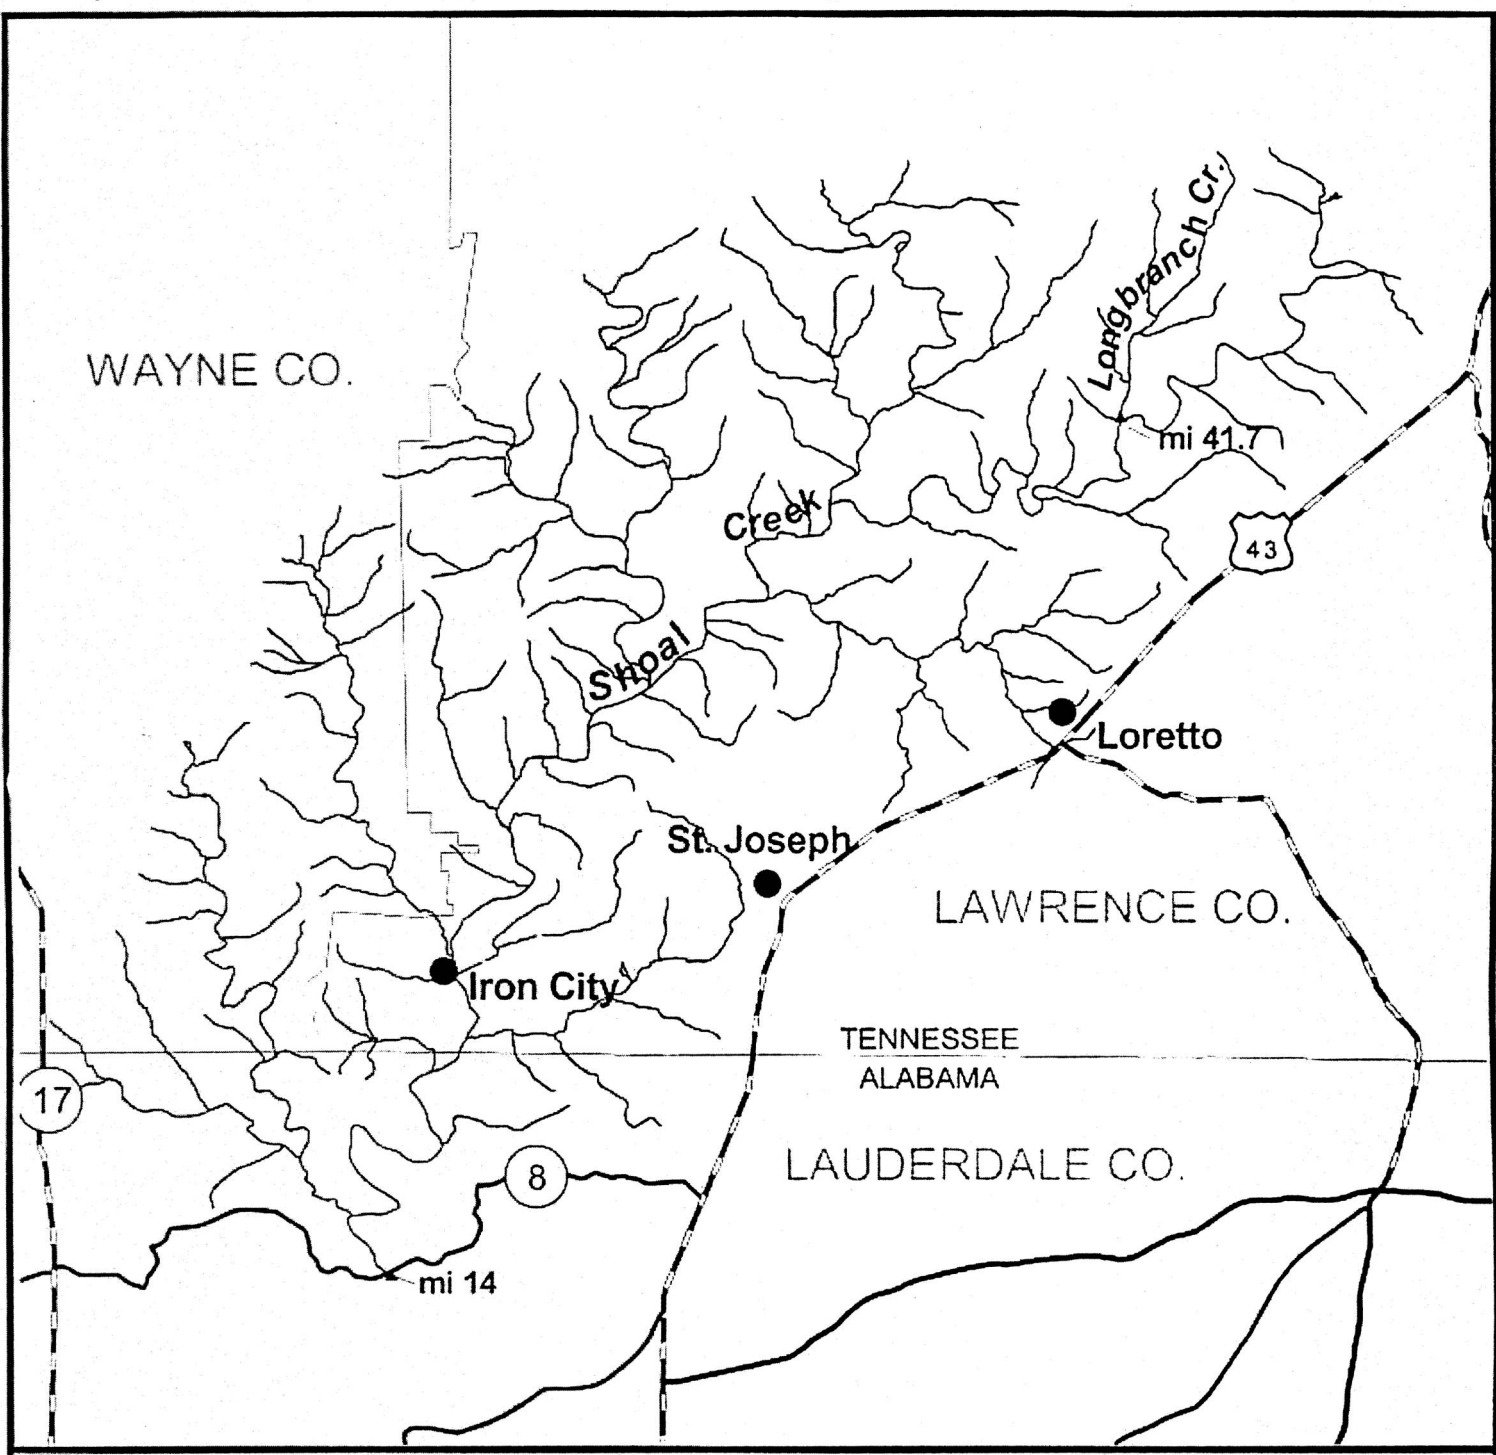 Longbranch Cr.
WAYNE CO.
mi 41.7
Creek
43
Shoal
Loretto
St. Joseph
LAWRENCE CO.
Iron City
TENNESSEE
ALABAMA
17
LAUDERDALE CO.
8
mi 14